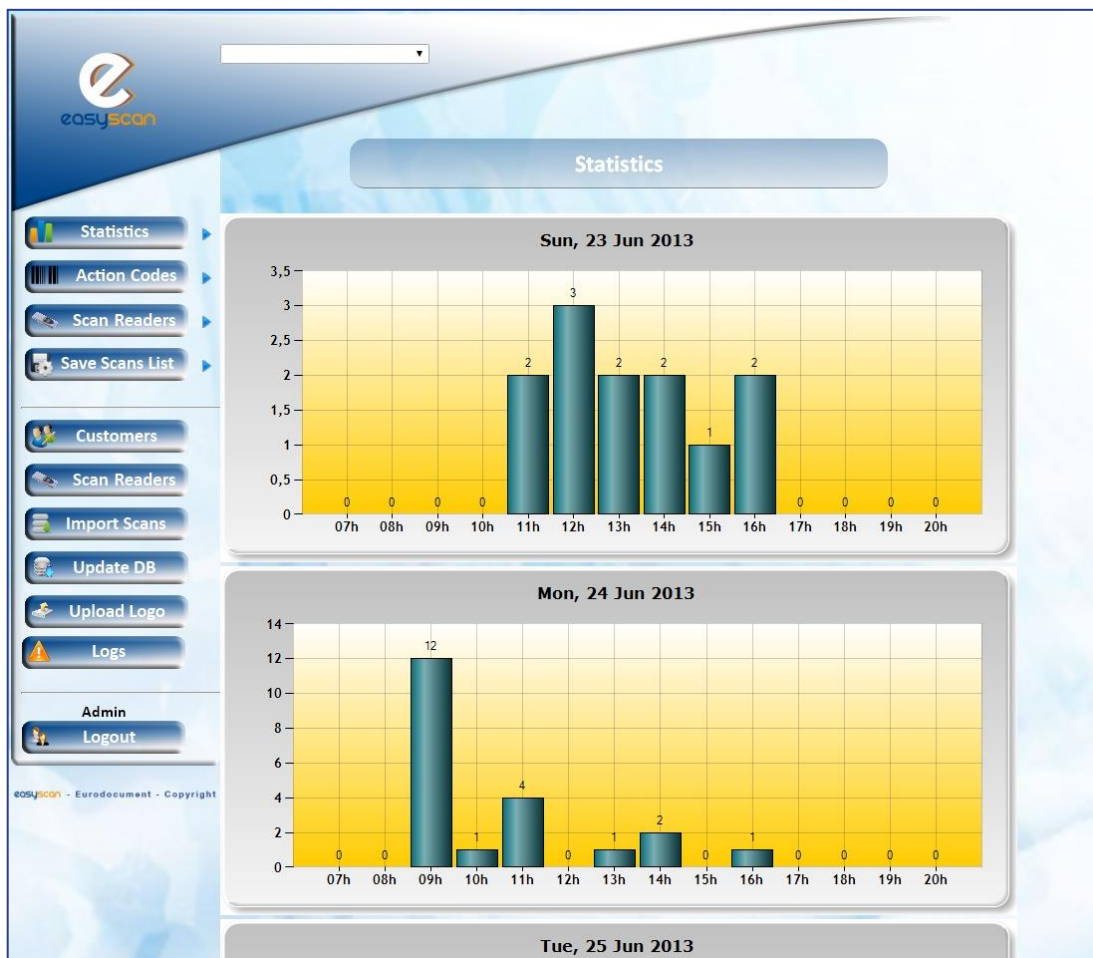 easyscan
Statistics
Statistics
Action Codes
Scan Readers
Save Scans List
Customers
Scan Readers
Import Scans
Update DB
Upload Logo
Logs
Admin
Logout
easyscan - Eurodocument - Copyright
Sun, 23 Jun 2013
3,5
3
2,5
2
1,5
1
0,5
0
0 0 0 0 2 3 2 2 1 2 0 0 0 0
07h 08h 09h 10h 11h 12h 13h 14h 15h 16h 17h 18h 19h 20h
Mon, 24 Jun 2013
14
12
10
8
6
4
2
0
0 0 12 1 4 0 1 2 0 1 0 0 0 0
07h 08h 09h 10h 11h 12h 13h 14h 15h 16h 17h 18h 19h 20h
Tue, 25 Jun 2013